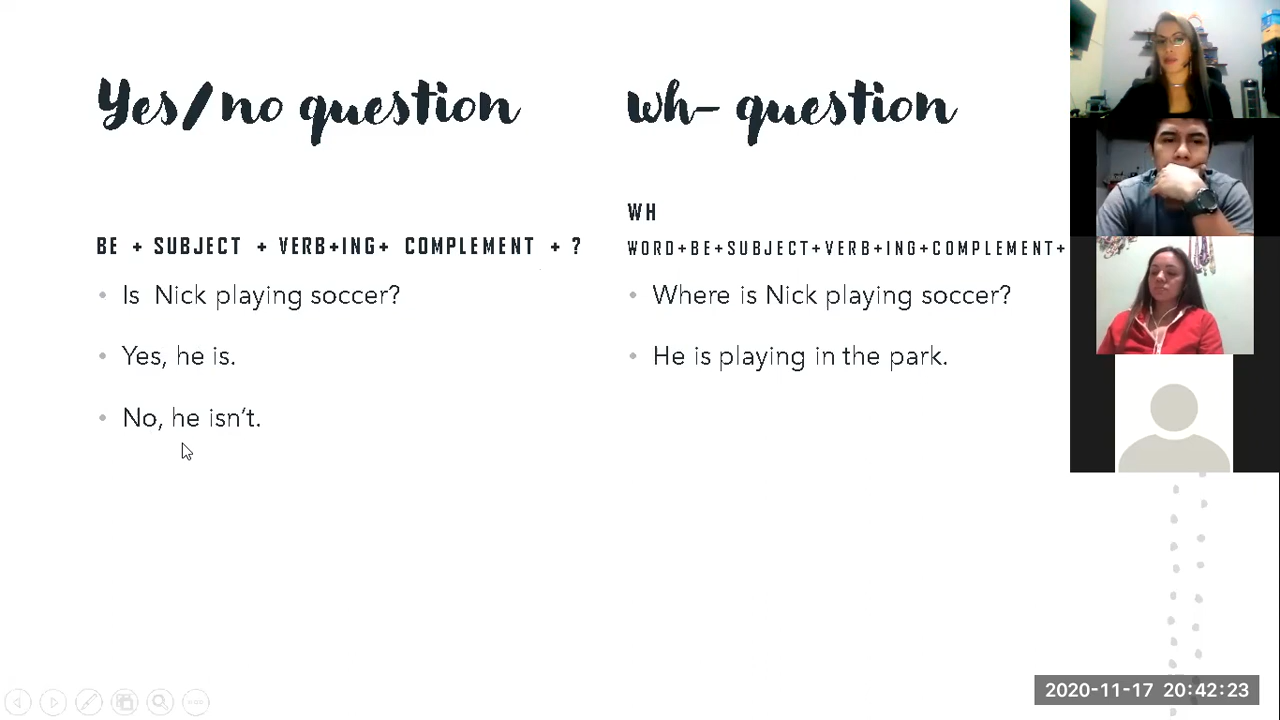 Yes/no question
BE + SUBJECT + VERB+ING+ COMPLEMENT + ?
• Is Nick playing soccer?
• Yes, he is.
• No, he isn't.
wh- question
WH
WORD+BE+SUBJECT+VERB+ING+COMPLEMENT+
• Where is Nick playing soccer?
• He is playing in the park.
2020-11-17 20:42:23